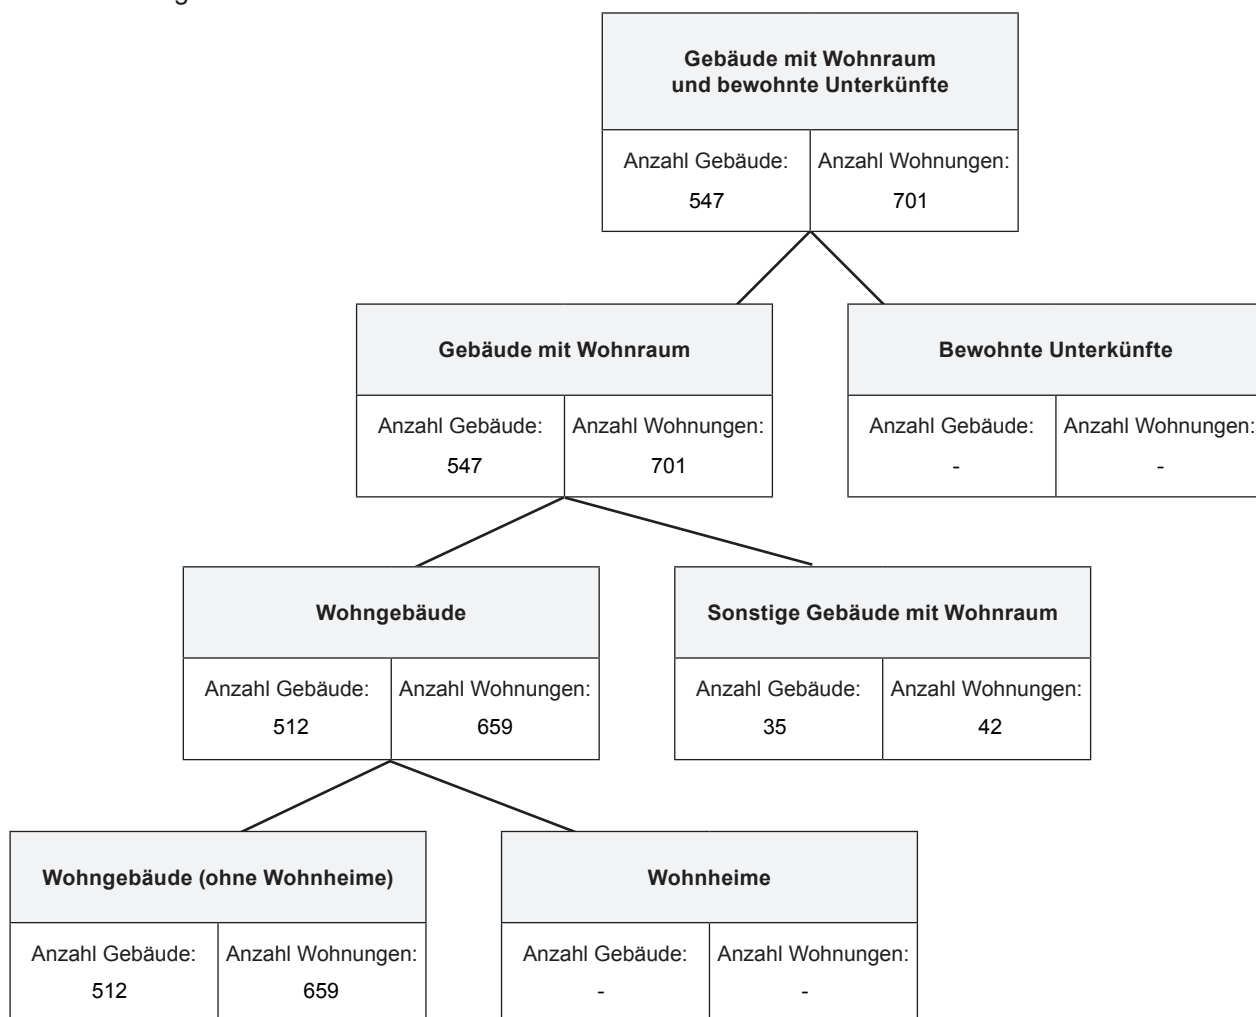 Gebäude mit Wohnraum
und bewohnte Unterkünfte
Anzahl Gebäude: Anzahl Wohnungen:
547 701
Gebäude mit Wohnraum
Anzahl Gebäude: Anzahl Wohnungen:
547 701
Bewohnte Unterkünfte
Anzahl Gebäude: Anzahl Wohnungen:
- -
Wohngebäude
Anzahl Gebäude: Anzahl Wohnungen:
512 659
Sonstige Gebäude mit Wohnraum
Anzahl Gebäude: Anzahl Wohnungen:
35 42
Wohngebäude (ohne Wohnheime)
Anzahl Gebäude: Anzahl Wohnungen:
512 659
Wohnheime
Anzahl Gebäude: Anzahl Wohnungen:
- -